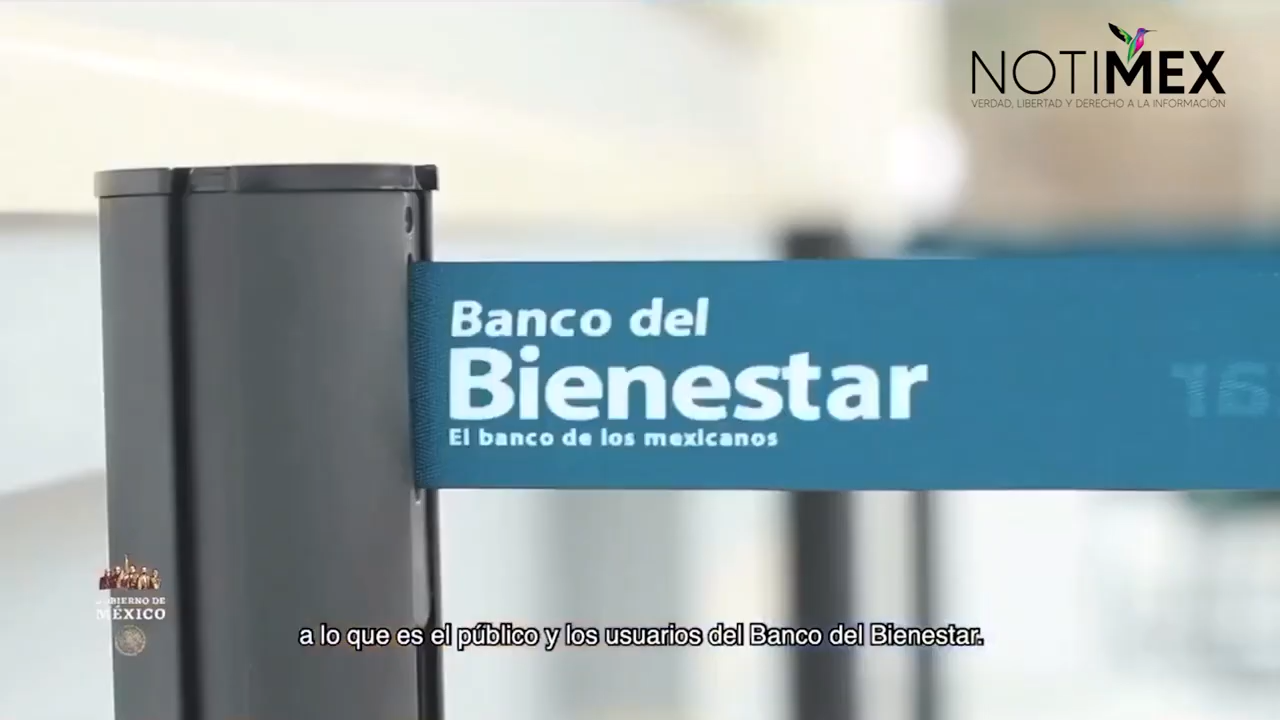 NOTIMEX
VERDAD, LIBERTAD Y DERECHO A LA INFORMACIÓN
Banco del
Bienestar
El banco de los mexicanos
16
GOBIERNO DE
MÉXICO
a lo que es el público y los usuarios del Banco del Bienestar.